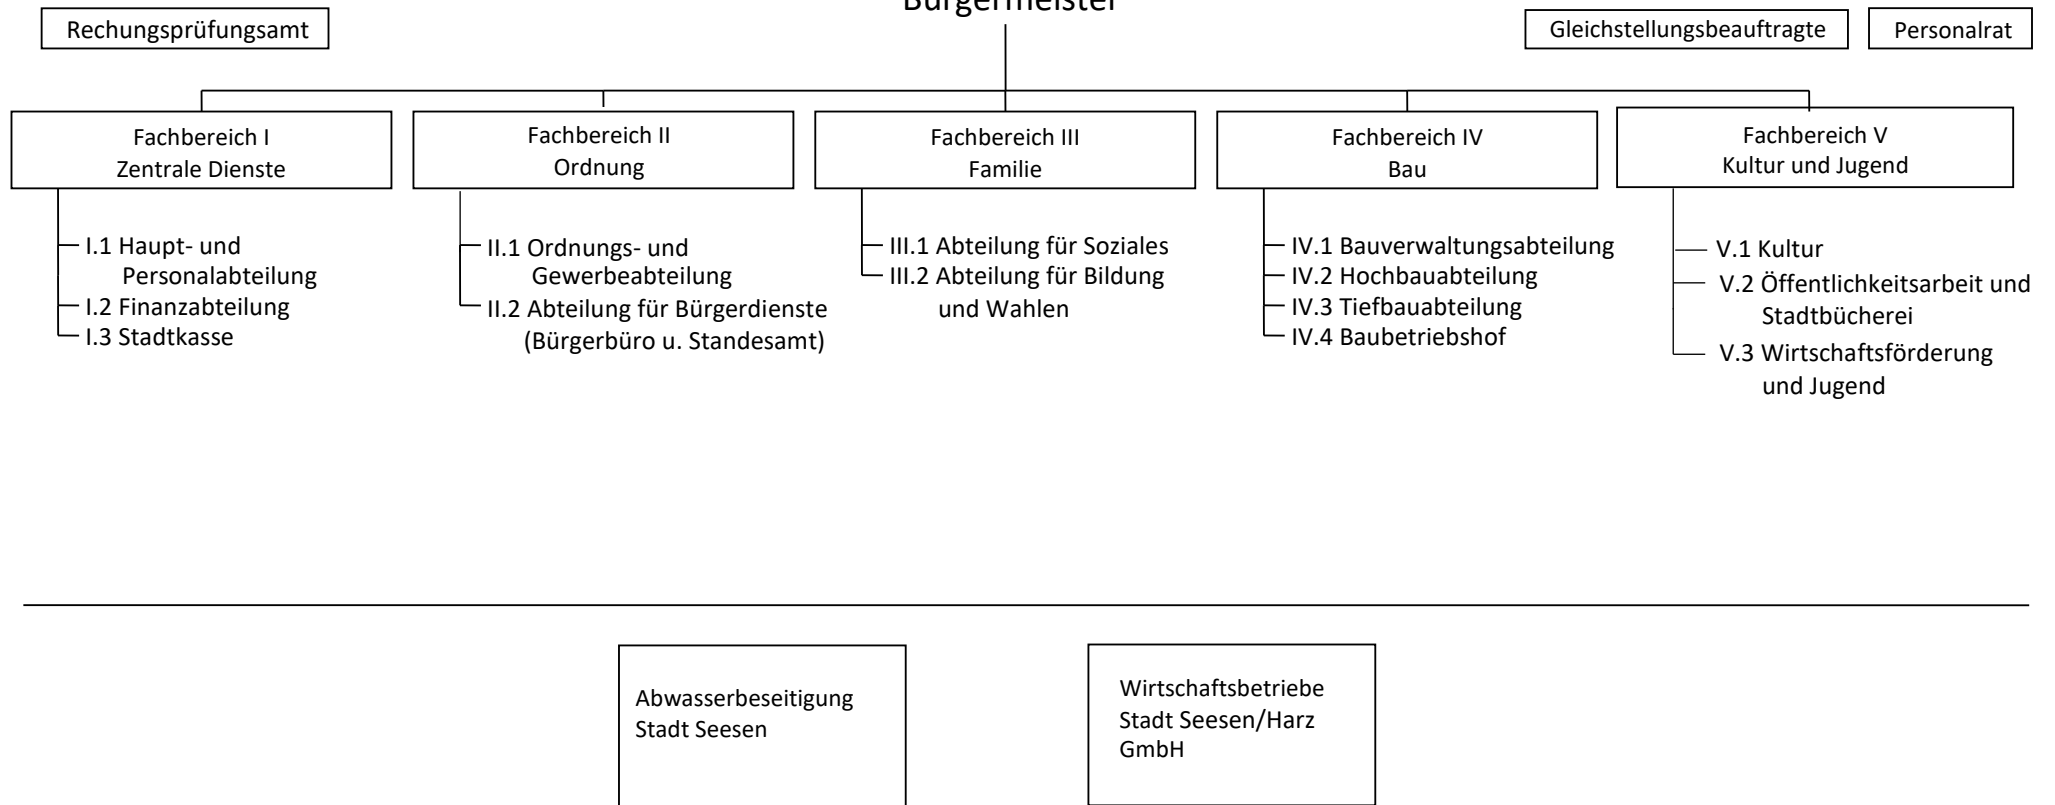 Bürgermeister
Rechungsprüfungsamt
Gleichstellungsbeauftragte
Personalrat
Fachbereich I
Zentrale Dienste
Fachbereich II
Ordnung
Fachbereich III
Familie
Fachbereich IV
Bau
Fachbereich V
Kultur und Jugend
I.1 Haupt- und
Personalabteilung
I.2 Finanzabteilung
I.3 Stadtkasse
II.1 Ordnungs- und
Gewerbeabteilung
II.2 Abteilung für Bürgerdienste
(Bürgerbüro u. Standesamt)
III.1 Abteilung für Soziales
III.2 Abteilung für Bildung
und Wahlen
IV.1 Bauverwaltungsabteilung
IV.2 Hochbauabteilung
IV.3 Tiefbauabteilung
IV.4 Baubetriebshof
V.1 Kultur
V.2 Öffentlichkeitsarbeit und
Stadtbücherei
V.3 Wirtschaftsförderung
und Jugend
Abwasserbeseitigung
Stadt Seesen
Wirtschaftsbetriebe
Stadt Seesen/Harz
GmbH